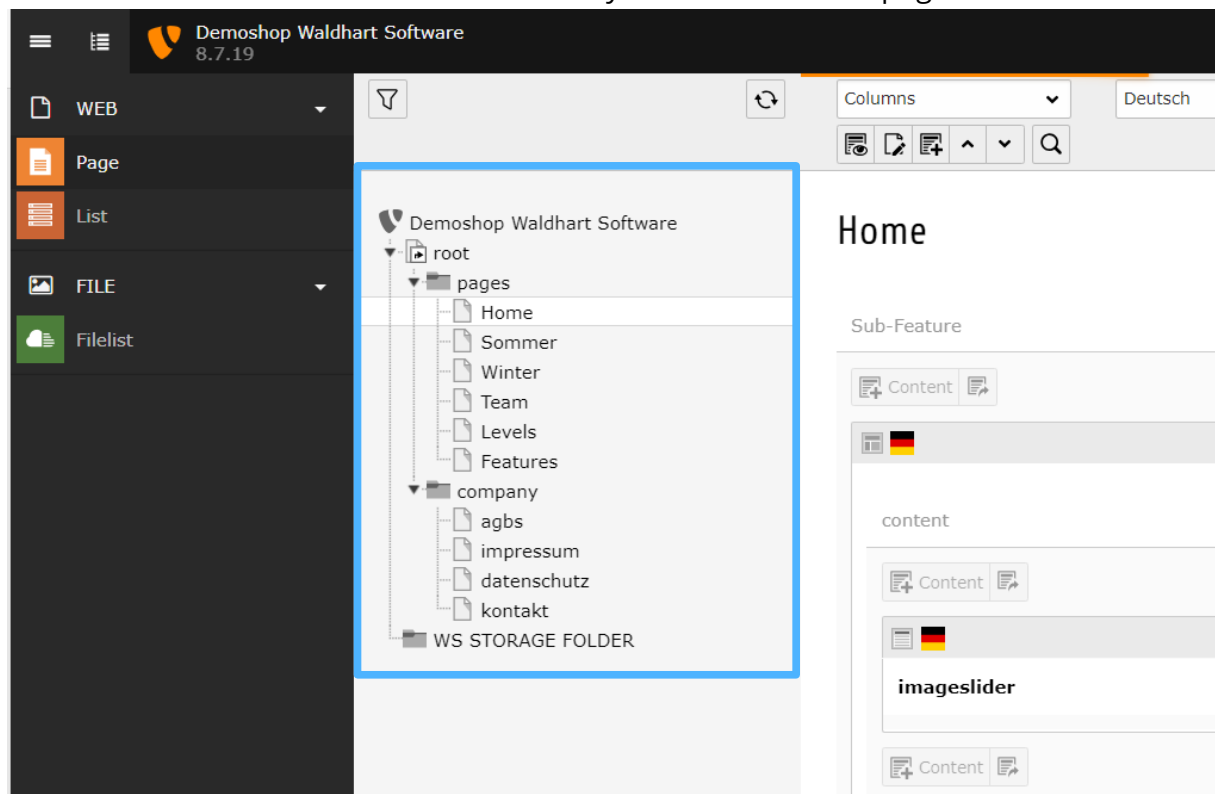 Demoshop Waldhart Software
8.7.19
WEB
Page
List
FILE
Filelist
Demoshop Waldhart Software
root
pages
Home
Sommer
Winter
Team
Levels
Features
company
agbs
impressum
datenschutz
kontakt
WS STORAGE FOLDER
Columns
Deutsch
Home
Sub-Feature
Content
content
Content
imageslider
Content